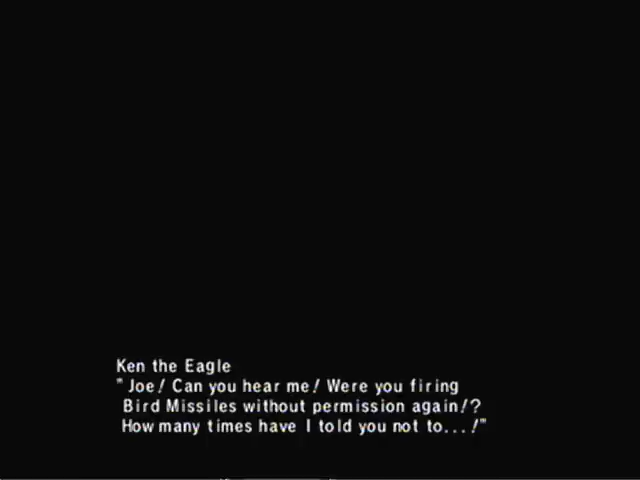 Ken the Eagle
"Joe! Can you hear me! Were you firing
Bird Missiles without permission again!?
How many times have I told you not to...!"